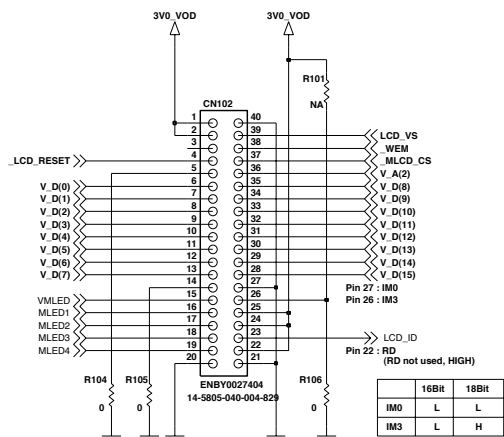 3V0_VOD 3V0_VOD
R101
NA
CN102
1 40
2 39 LCD_VS
3 38 _WEM
_LCD_RESET 4 37 _MLCD_CS
5 36 V_A(2)
V_D(0) 6 35 V_D(8)
V_D(1) 7 34 V_D(9)
V_D(2) 8 33 V_D(10)
V_D(3) 9 32 V_D(11)
V_D(4) 10 31 V_D(12)
V_D(5) 11 30 V_D(13)
V_D(6) 12 29 V_D(14)
V_D(7) 13 28 V_D(15)
14 27 Pin 27 : IM0
VMLED 15 26 Pin 26 : IM3
MLED1 16 25
MLED2 17 24
MLED3 18 23 LCD_ID
MLED4 19 22 Pin 22 : RD
20 21 (RD not used, HIGH)
R104 R105 ENBY0027404 R106
0 0 14-5805-040-004-829 0
16Bit 18Bit
IM0 L L
IM3 L H